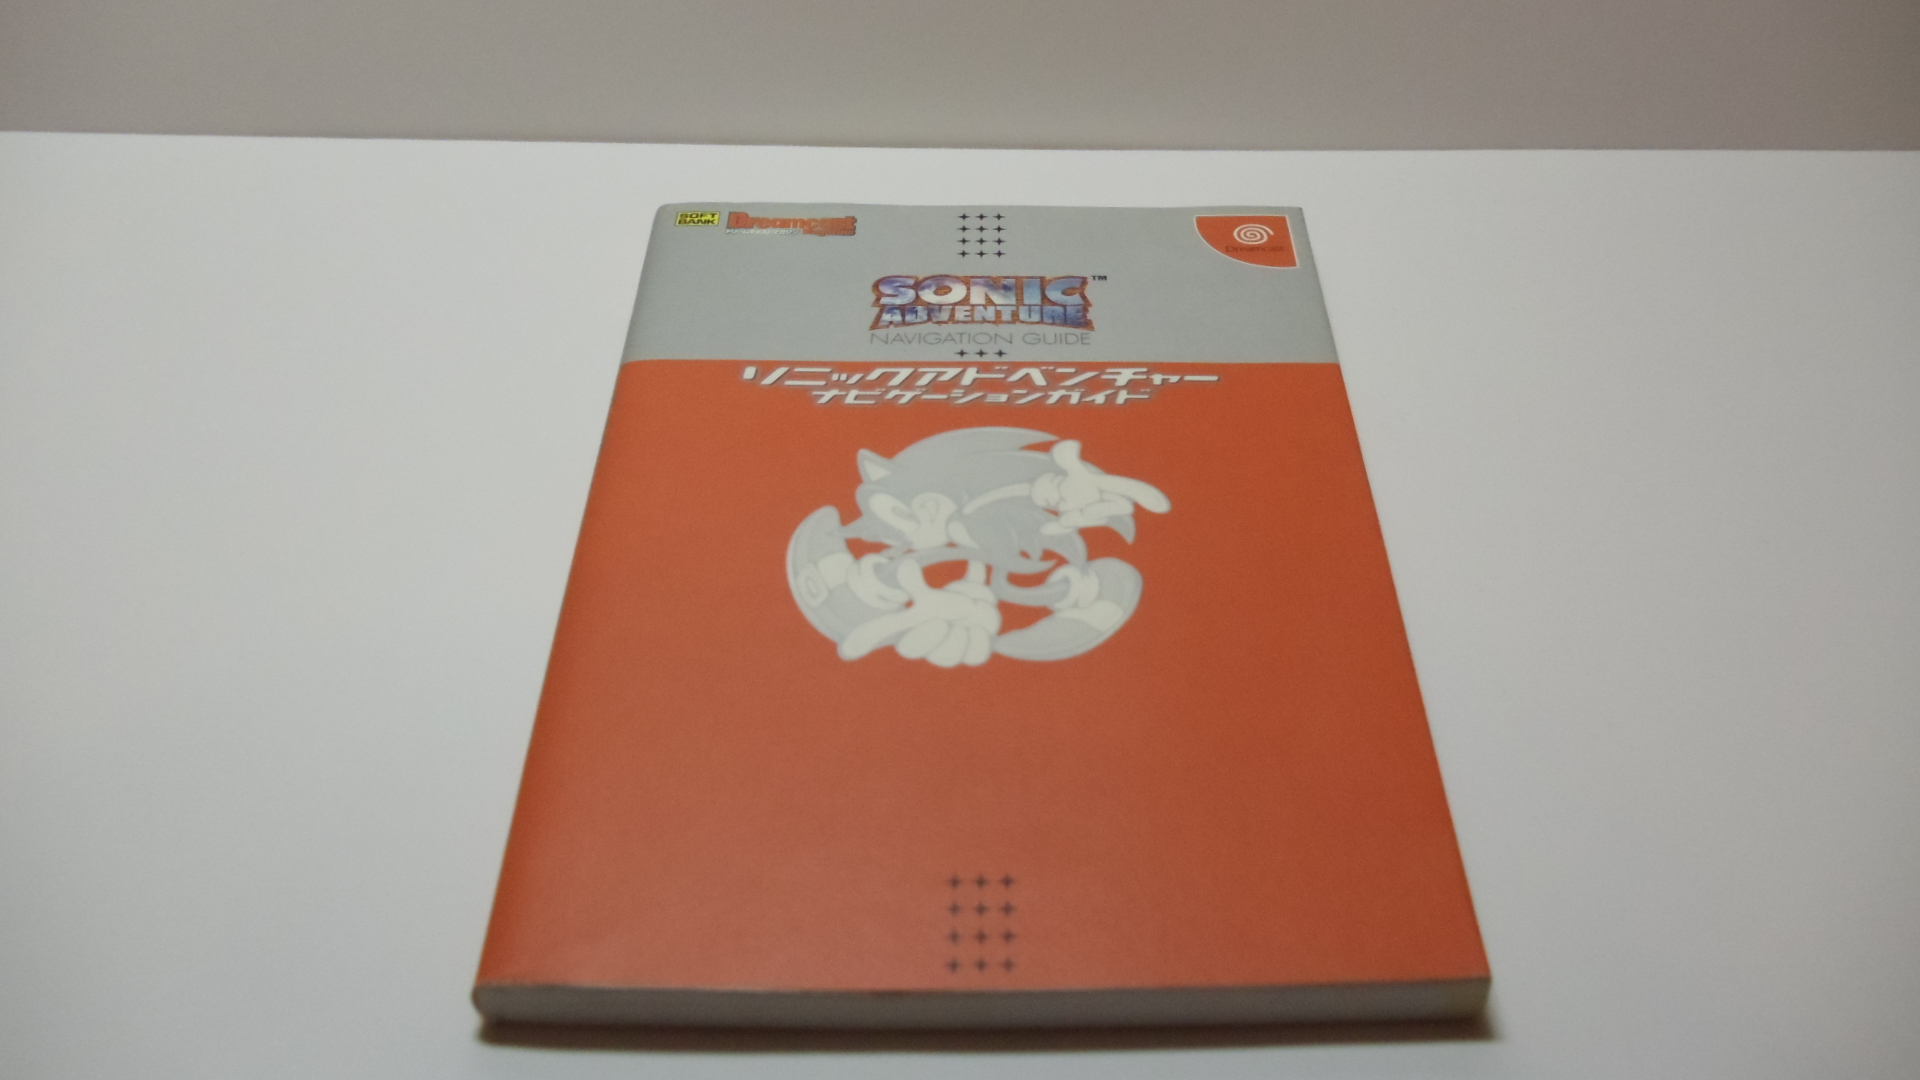 SOFT
BANK
Dreamcast
Dreamcast
SONIC™
ADVENTURE
NAVIGATION GUIDE
ソニックアドベンチャー
ナビゲーションガイド